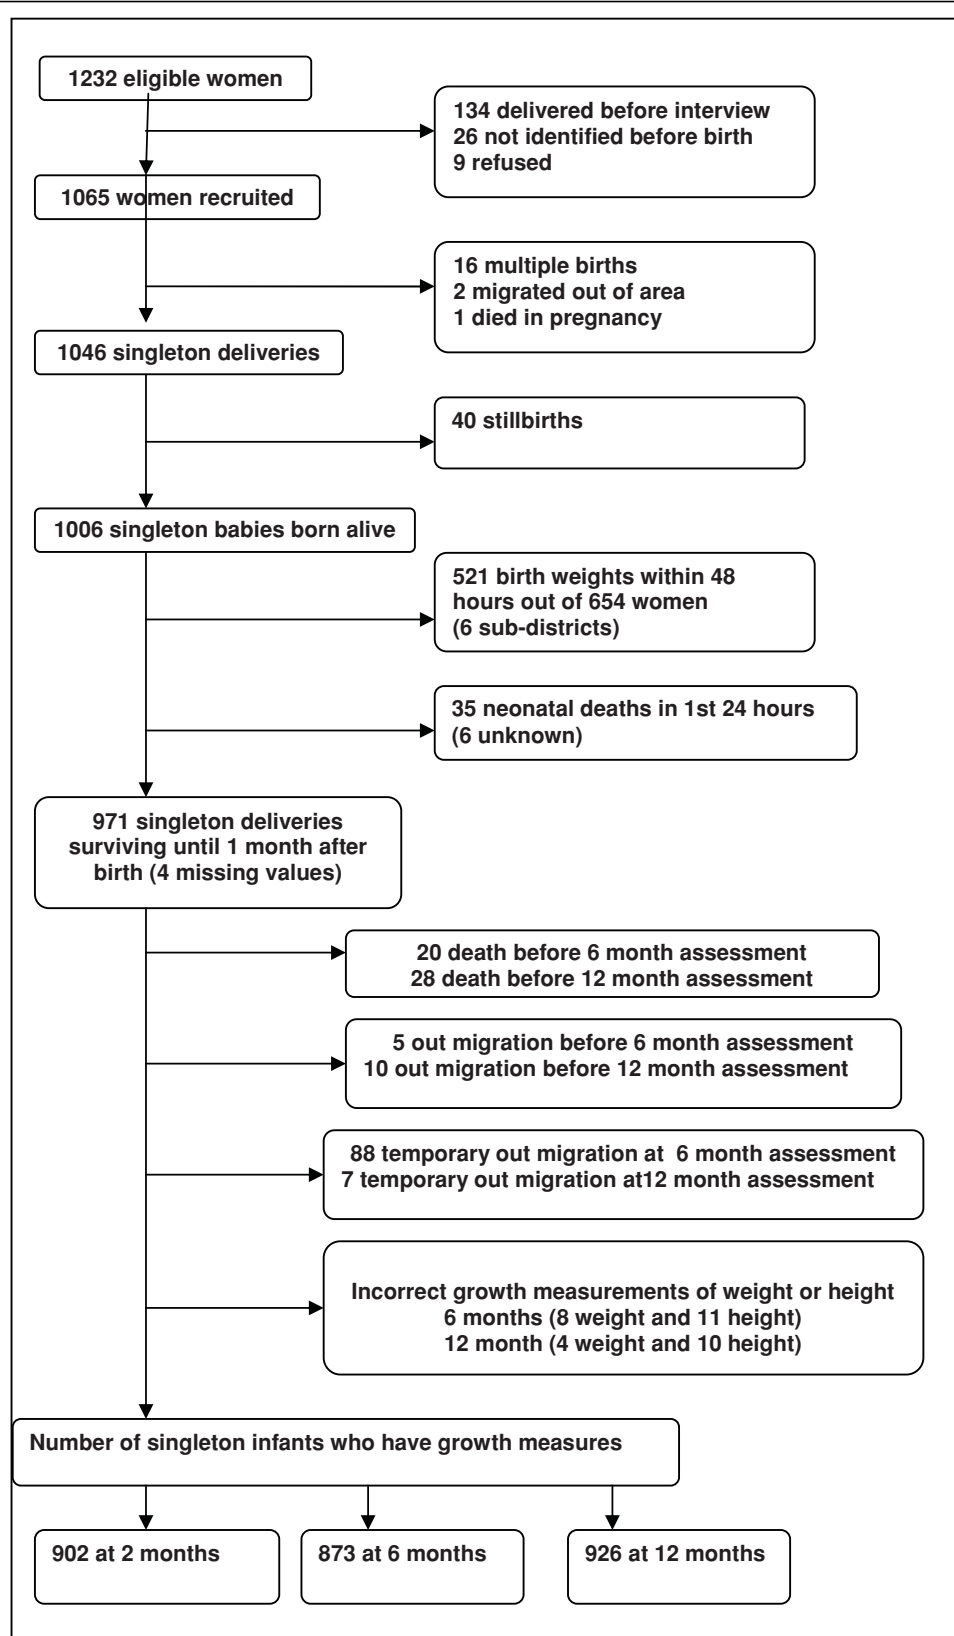 1232 eligible women
134 delivered before interview
26 not identified before birth
9 refused
1065 women recruited
16 multiple births
2 migrated out of area
1 died in pregnancy
1046 singleton deliveries
40 stillbirths
1006 singleton babies born alive
521 birth weights within 48
hours out of 654 women
(6 sub-districts)
35 neonatal deaths in 1st 24 hours
(6 unknown)
971 singleton deliveries
surviving until 1 month after
birth (4 missing values)
20 death before 6 month assessment
28 death before 12 month assessment
5 out migration before 6 month assessment
10 out migration before 12 month assessment
88 temporary out migration at  6 month assessment
7 temporary out migration at12 month assessment
Incorrect growth measurements of weight or height
6 months (8 weight and 11 height)
12 month (4 weight and 10 height)
Number of singleton infants who have growth measures
902 at 2 months
873 at 6 months
926 at 12 months